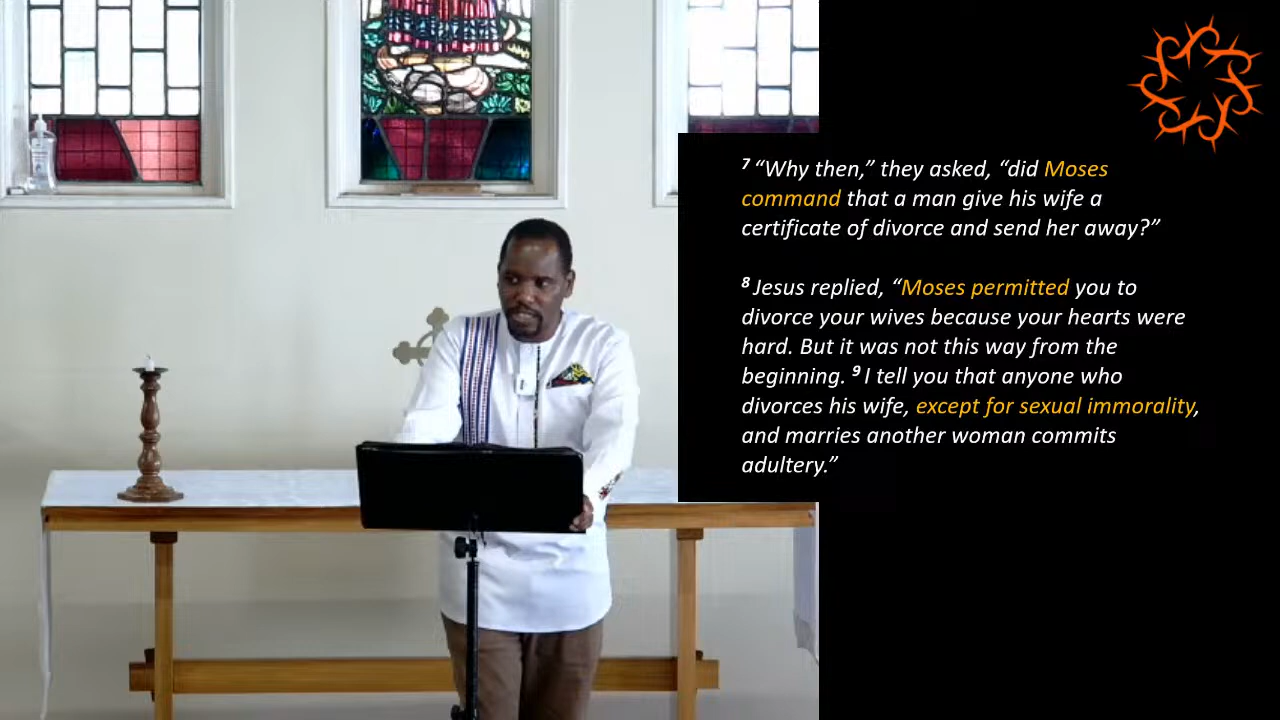 7 “Why then,” they asked, “did Moses
command that a man give his wife a
certificate of divorce and send her away?”
8 Jesus replied, “Moses permitted you to
divorce your wives because your hearts were
hard. But it was not this way from the
beginning. 9 I tell you that anyone who
divorces his wife, except for sexual immorality,
and marries another woman commits
adultery.”